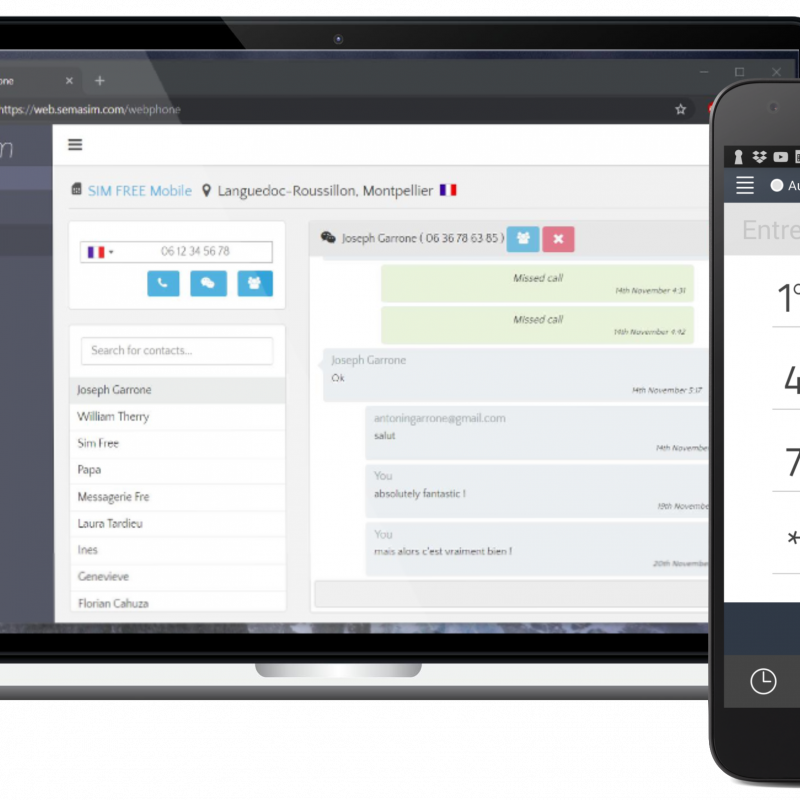 one
https://web.semasim.com/webphone
SIM FREE Mobile Languedoc-Roussillon, Montpellier
06 12 34 56 78
Search for contacts...
Joseph Garrone
William Therry
Sim Free
Papa
Messagerie Fre
Laura Tardieu
Ines
Genevieve
Florian Cahuza
Joseph Garrone ( 06 36 78 63 85 )
Missed call
14th November 4:31
Missed call
14th November 4:42
Joseph Garrone
Ok
14th November 5:17
antoningarrone@gmail.com
salut
14th November
You
absolutely fantastic !
19th Novembe
You
mais alors c'est vraiment bien !
20th November
Au
Entre
1
4
7
*